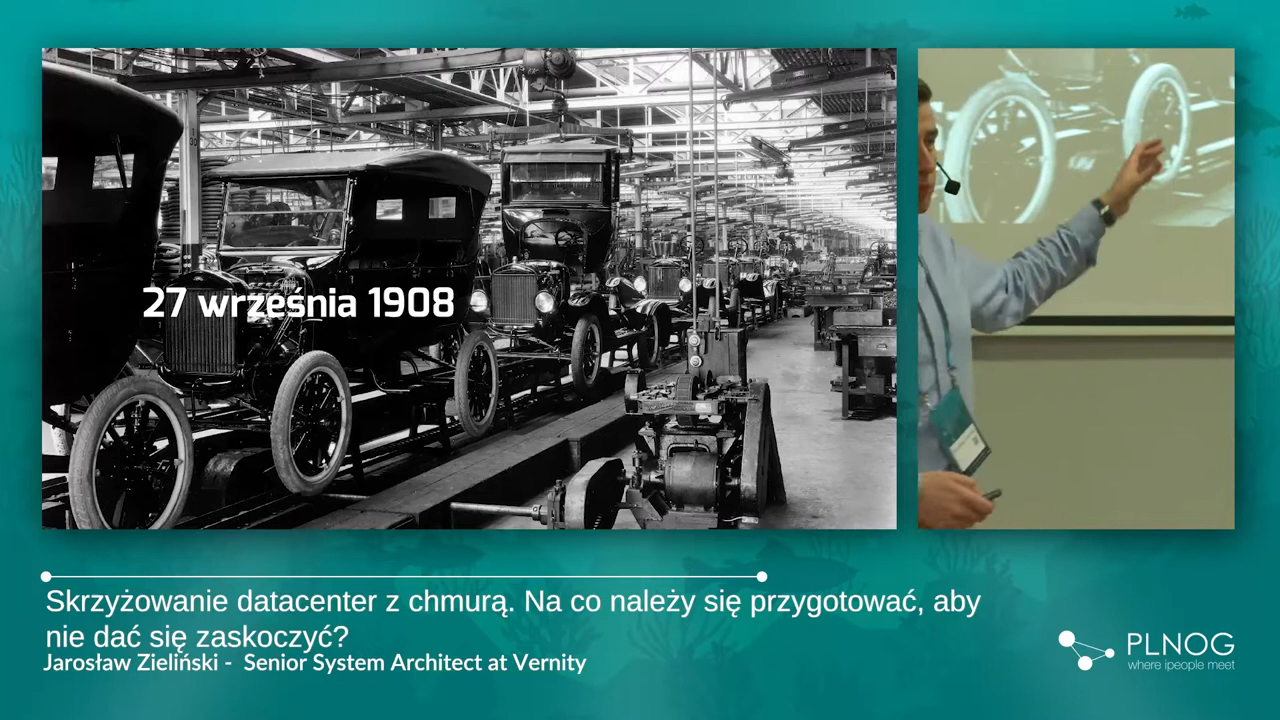 27 września 1908
Skrzyżowanie datacenter z chmurą. Na co należy się przygotować, aby
nie dać się zaskoczyć?
Jarosław Zieliński - Senior System Architect at Vernity
PLNOG
where ipeople meet